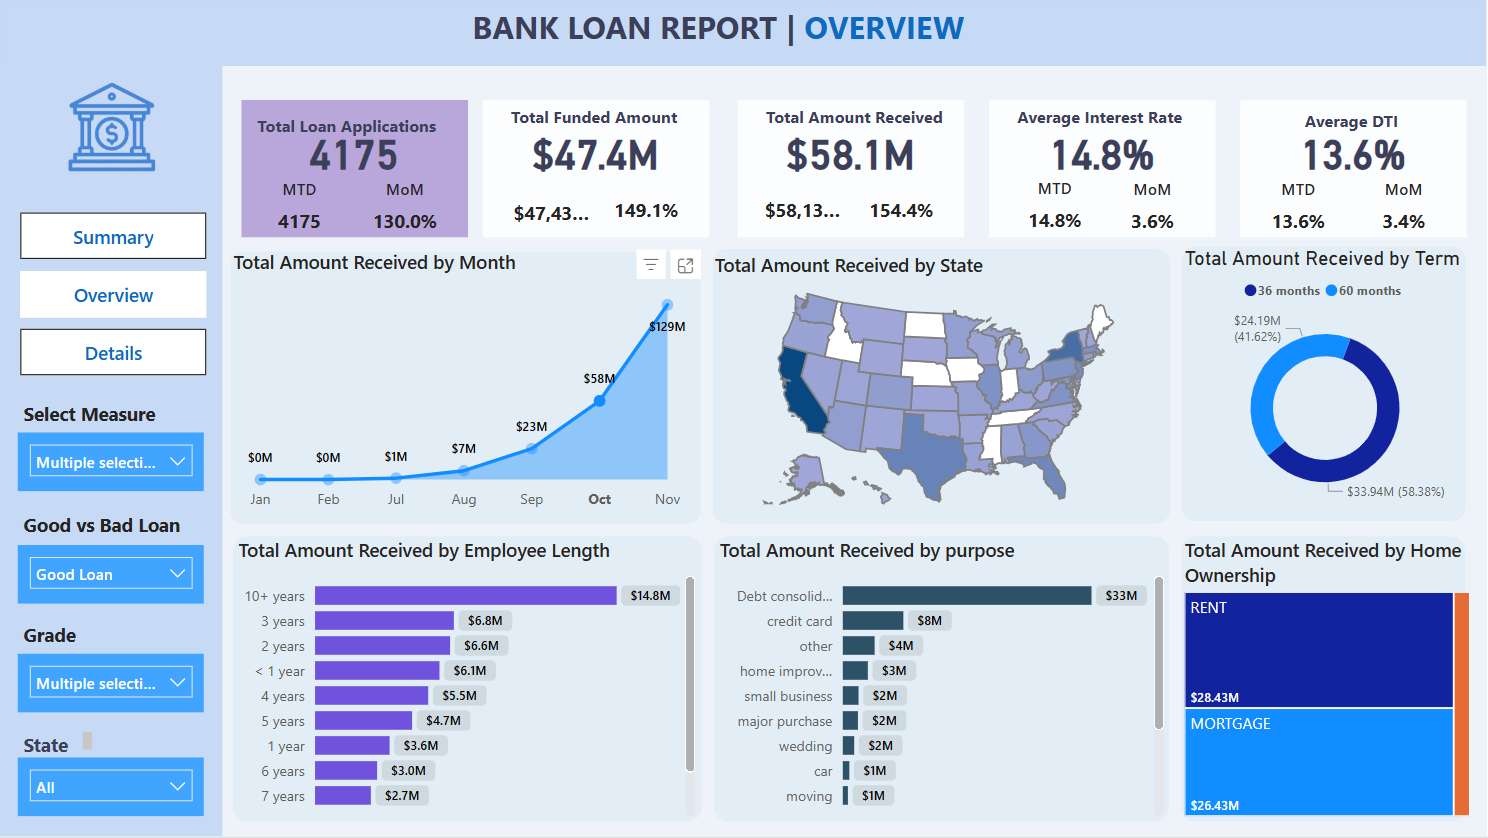 BANK LOAN REPORT | OVERVIEW
Summary
Overview
Details
Select Measure
Multiple selecti...
Good vs Bad Loan
Good Loan
Grade
Multiple selecti...
State
All
Total Loan Applications
4175
MTD MoM
4175 130.0%
Total Funded Amount
$47.4M
$47,43... 149.1%
Total Amount Received
$58.1M
$58,13... 154.4%
Average Interest Rate
14.8%
MTD MoM
14.8% 3.6%
Average DTI
13.6%
MTD MoM
13.6% 3.4%
Total Amount Received by Month
$129M
$58M
$23M
$7M
$0M $0M $1M
Jan Feb Jul Aug Sep Oct Nov
Total Amount Received by State
Total Amount Received by Term
36 months 60 months
$24.19M
(41.62%)
$33.94M (58.38%)
Total Amount Received by Employee Length
10+ years $14.8M
3 years $6.8M
2 years $6.6M
< 1 year $6.1M
4 years $5.5M
5 years $4.7M
1 year $3.6M
6 years $3.0M
7 years $2.7M
Total Amount Received by purpose
Debt consolid... $33M
credit card $8M
other $4M
home improv... $3M
small business $2M
major purchase $2M
wedding $2M
car $1M
moving $1M
Total Amount Received by Home
Ownership
RENT
$28.43M
MORTGAGE
$26.43M